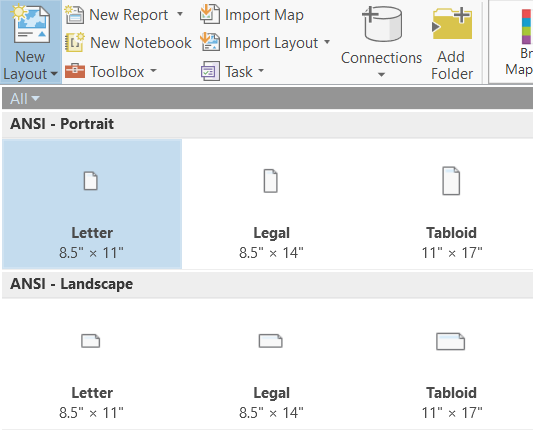 New Layout
New Report
New Notebook
Toolbox
Import Map
Import Layout
Task
Connections
Add Folder
All
ANSI - Portrait
Letter
8.5" × 11"
Legal
8.5" × 14"
Tabloid
11" × 17"
ANSI - Landscape
Letter
8.5" × 11"
Legal
8.5" × 14"
Tabloid
11" × 17"